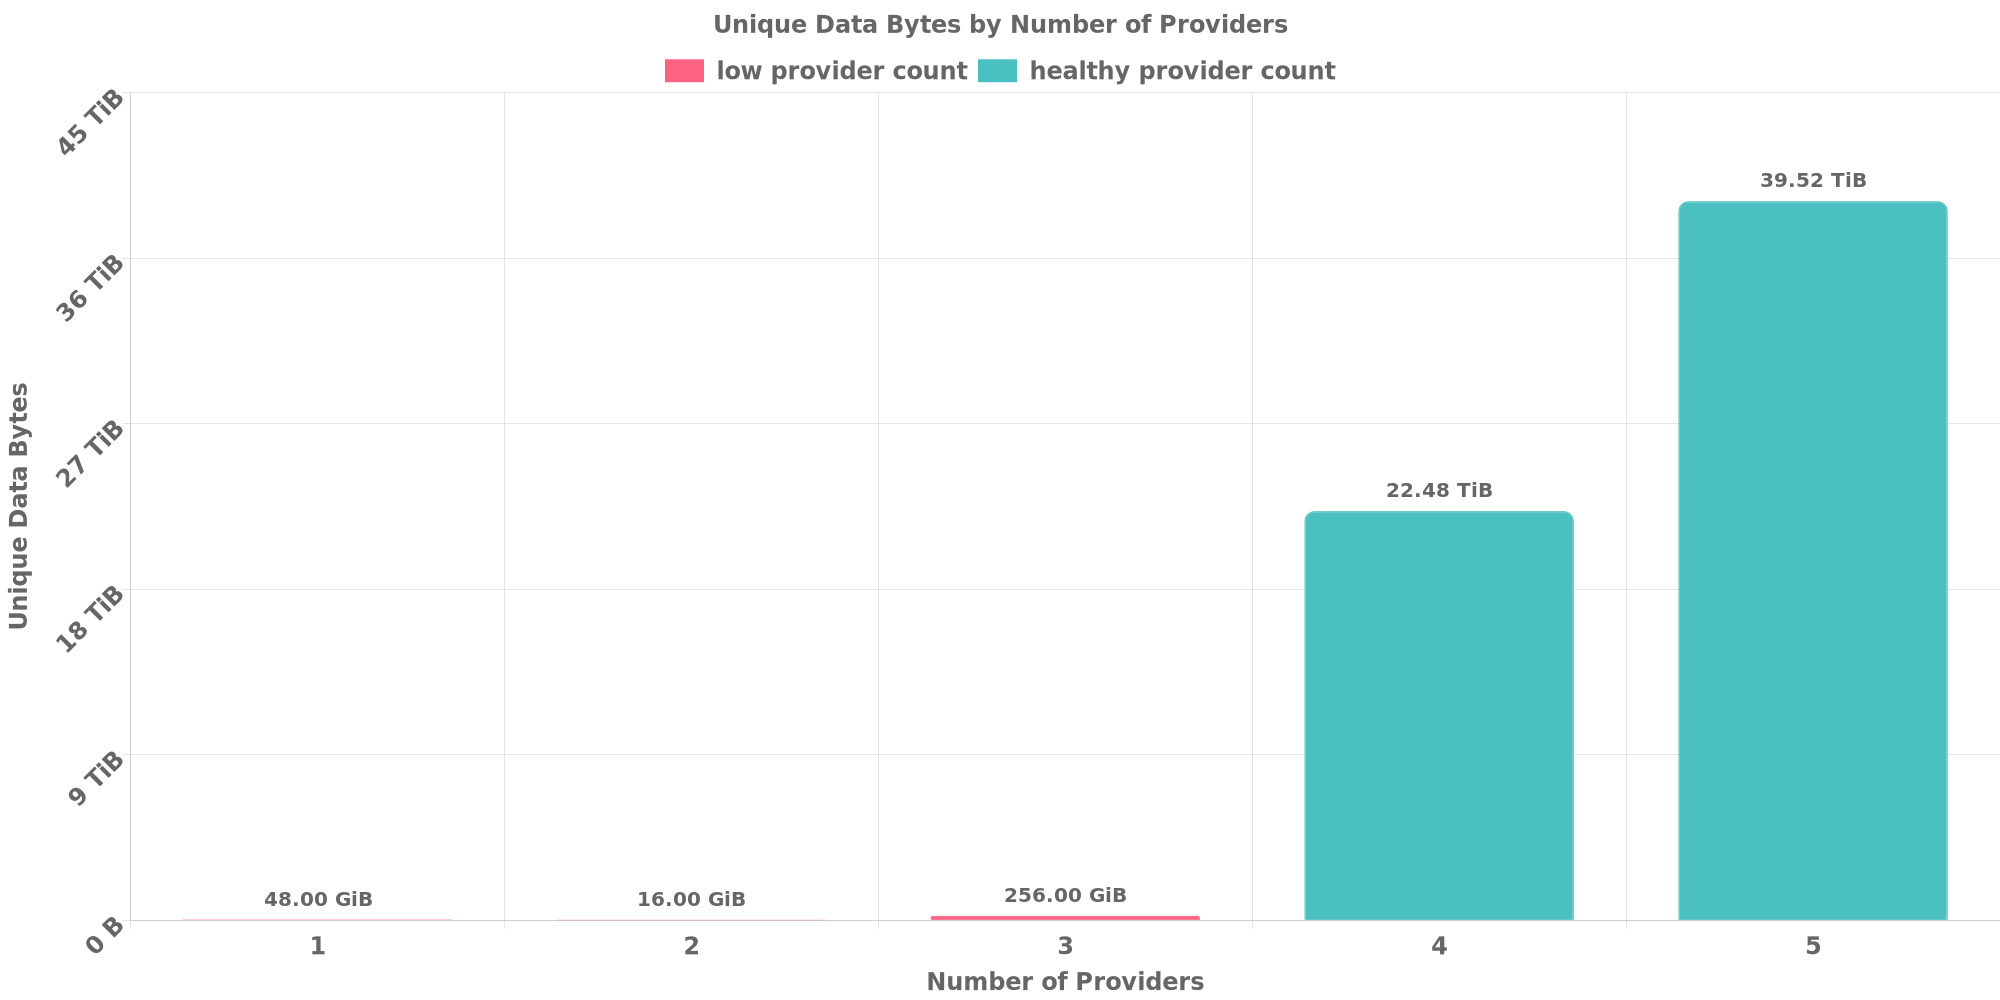 Unique Data Bytes by Number of Providers
low provider count
healthy provider count
45 TiB
36 TiB
27 TiB
18 TiB
9 TiB
0 B
Unique Data Bytes
48.00 GiB
16.00 GiB
256.00 GiB
22.48 TiB
39.52 TiB
1
2
3
4
5
Number of Providers